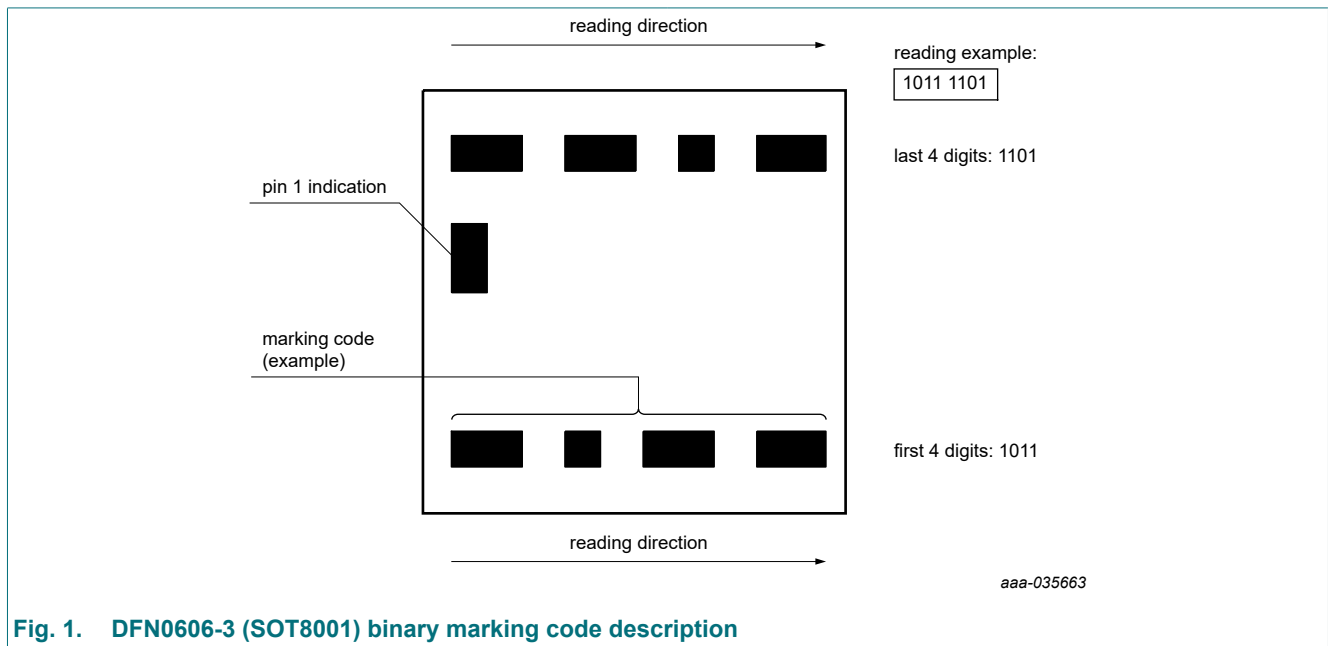 reading direction
reading example:
1011 1101
last 4 digits: 1101
pin 1 indication
marking code
(example)
first 4 digits: 1011
reading direction
aaa-035663
Fig. 1. DFN0606-3 (SOT8001) binary marking code description